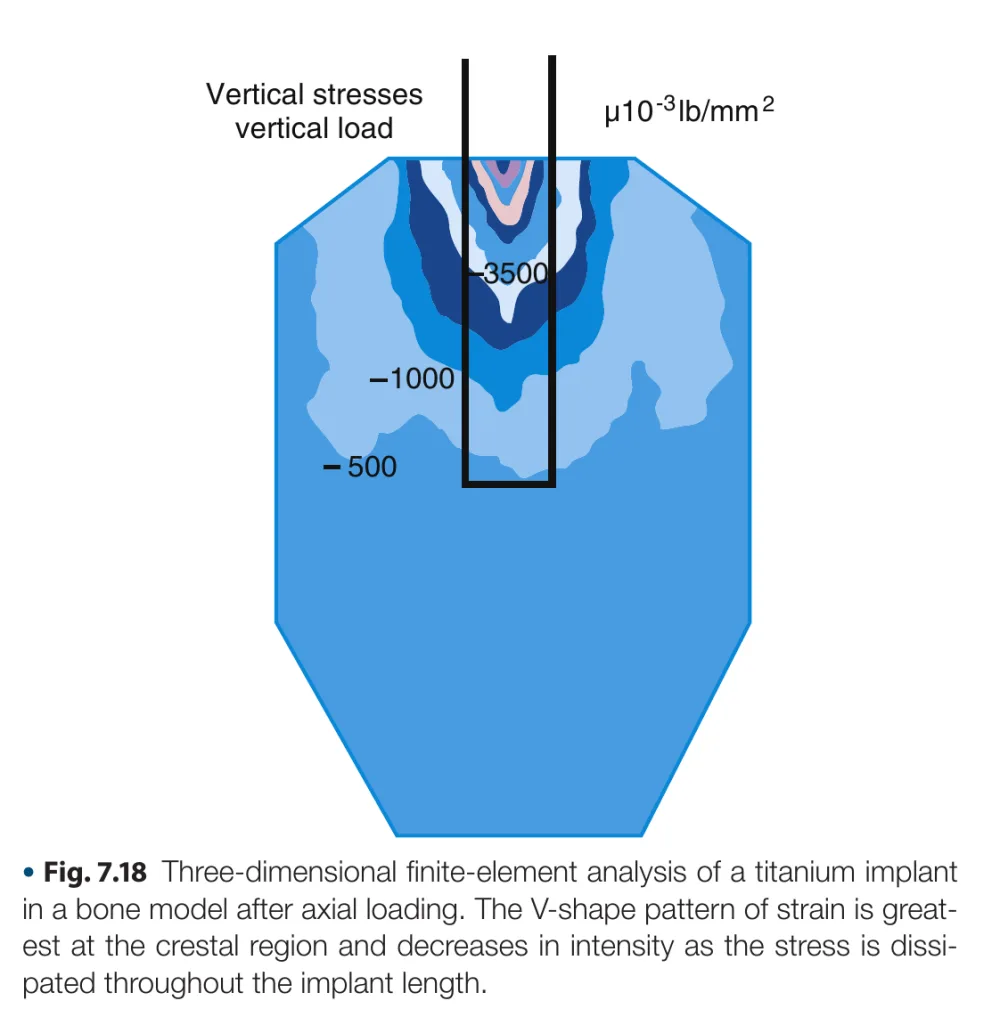 Vertical stresses
vertical load
µ10-3lb/mm2
–3500
–1000
– 500
• Fig. 7.18 Three-dimensional finite-element analysis of a titanium implant
in a bone model after axial loading. The V-shape pattern of strain is great-
est at the crestal region and decreases in intensity as the stress is dissi-
pated throughout the implant length.